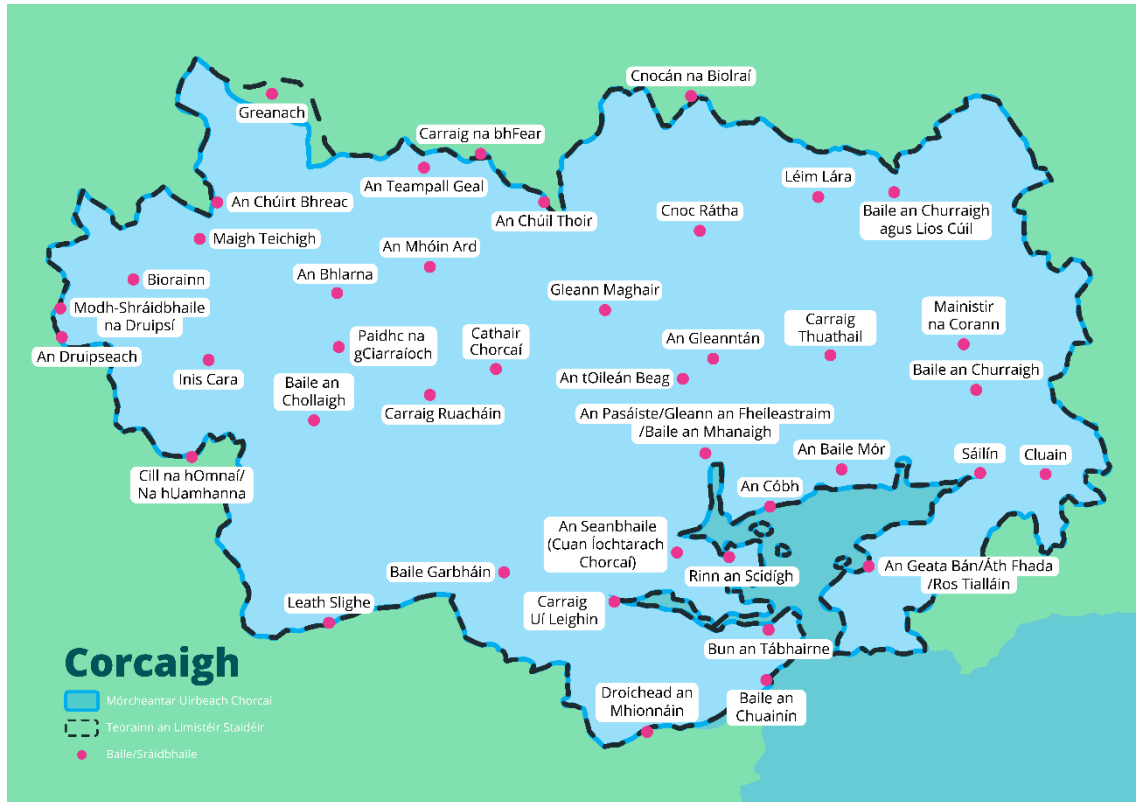 Cnocán na Biolraí
Greanach
Carraig na bhFear
An Teampall Geal
Léim Lára
An Chúirt Bhreac
An Chúil Thoir
Cnoc Rátha
Baile an Churraigh
agus Lios Cúil
Maigh Teichigh
An Mhóin Ard
Biorainn
An Bhlarna
Gleann Maghair
Modh-Shráidbhaile
na Druipsí
Mainistir
na Corann
An Druipseach
Paidhc na
gCiarraíoch
Cathair
Chorcaí
An Gleanntán
Carraig
Thuathail
Inis Cara
Baile an
Chollaigh
An tOileán Beag
Baile an Churraigh
Carraig Ruacháin
An Pasáiste/Gleann an Fheileastraim
/Baile an Mhanaigh
An Baile Mór
Sáilín
Cluain
Cill na hOmnaí/
Na hUamhanna
An Cóbh
An Seanbhaile
(Cuan Íochtarach
Chorcaí)
Rinn an Scidígh
An Geata Bán/Áth Fhada
/Ros Tialláin
Baile Garbháin
Leath Slighe
Carraig
Uí Leighin
Bun an Tábhairne
Droichead an
Mhionnáin
Baile an
Chuainín
Corcaigh
Mórcheantar Uirbeach Chorcaí
Teorainn an Limistéir Staidéir
Baile/Sráidbhaile